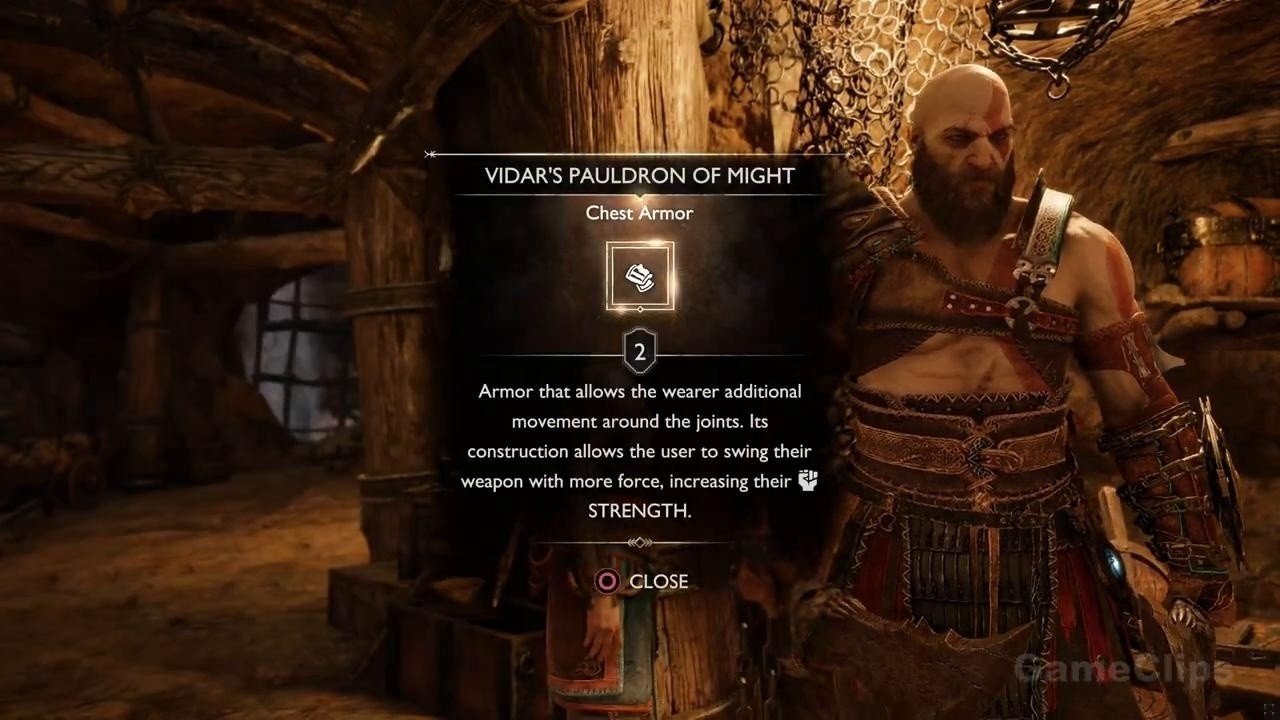 VIDAR'S PAULDRON OF MIGHT
Chest Armor
2
Armor that allows the wearer additional
movement around the joints. Its
construction allows the user to swing their
weapon with more force, increasing their
STRENGTH.
CLOSE
GameClips